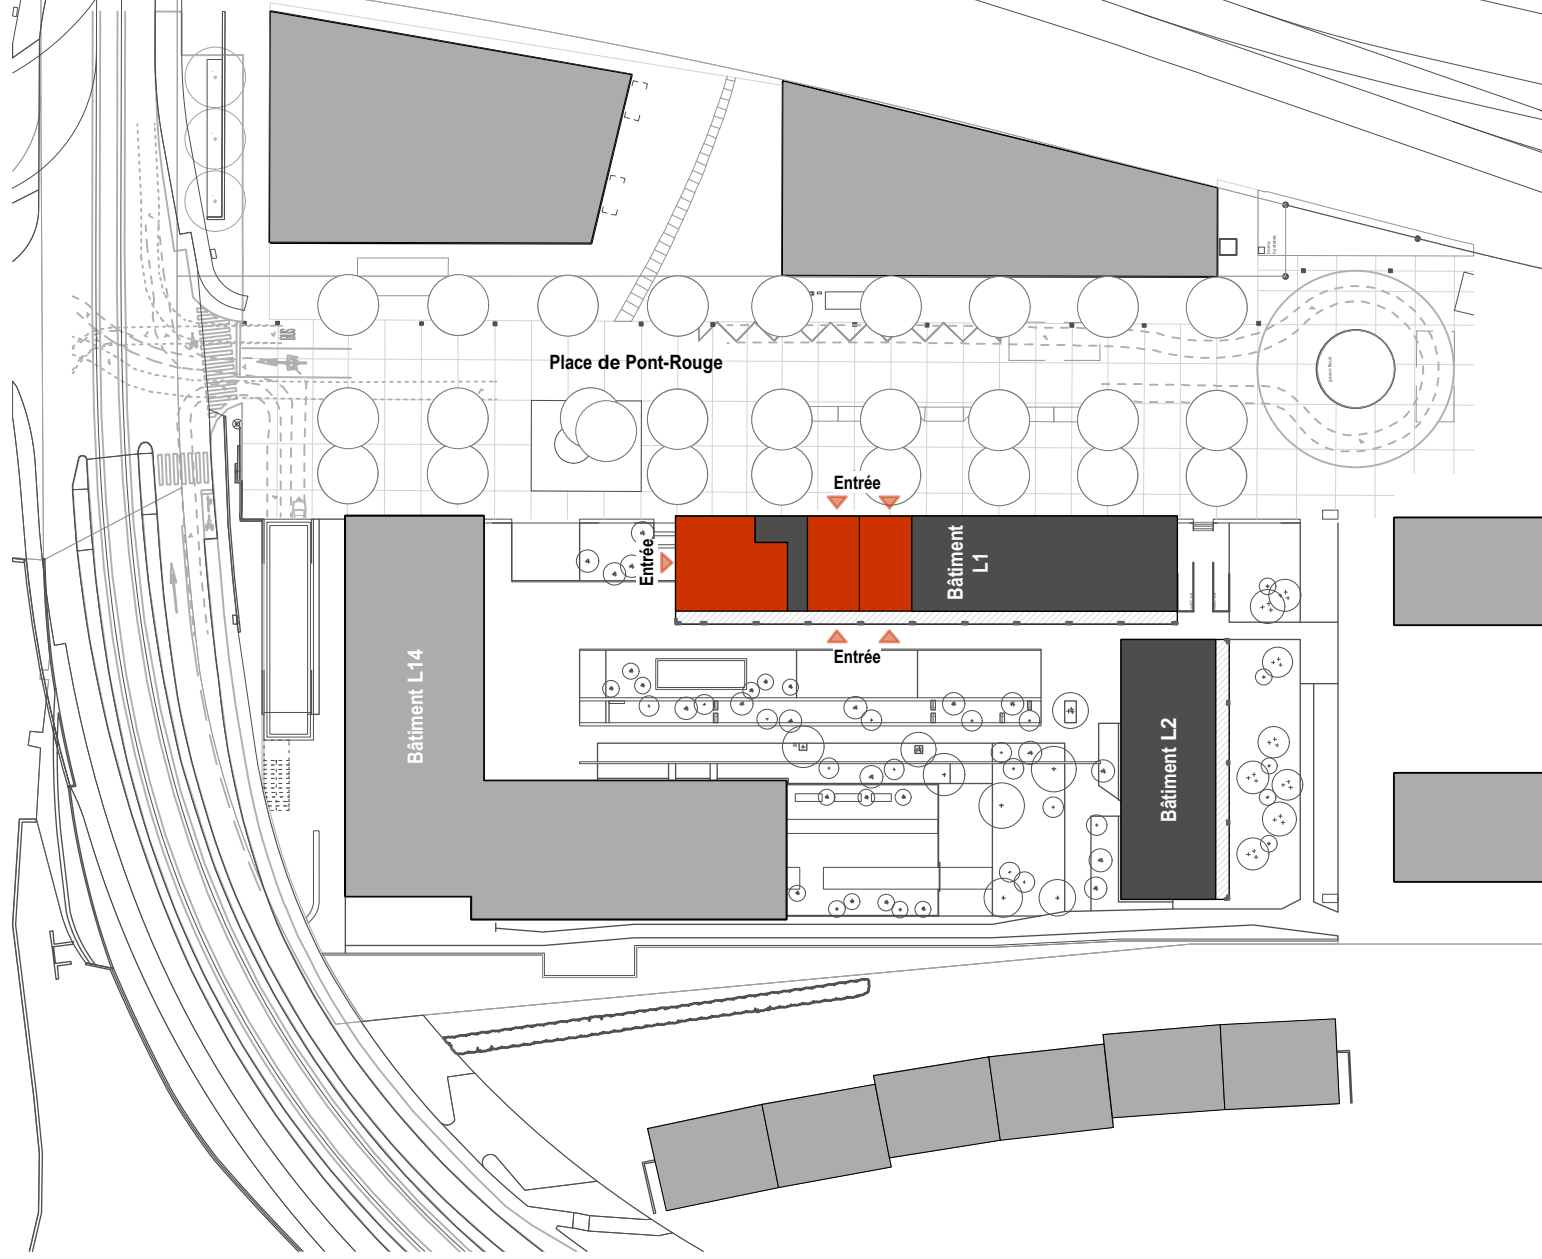 Place de Pont-Rouge
Entrée
Entrée
Bâtiment
L1
Entrée
Bâtiment L14
Bâtiment L2